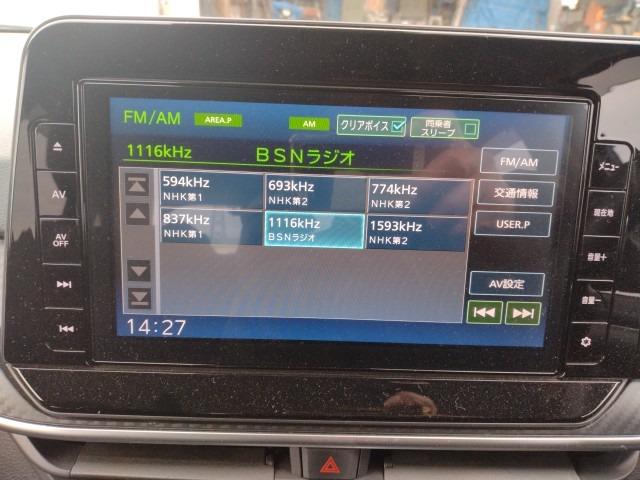 FM/AM AREA.P AM クリアボイス 同乗者スリープ
1116kHz BSNラジオ
594kHz 693kHz 774kHz
NHK第1 NHK第2 NHK第2
837kHz 1116kHz 1593kHz
NHK第1 BSNラジオ NHK第2
FM/AM
交通情報
USER.P
AV設定
14:27
AV
AV OFF
メニュー
現在地
音量+
音量-